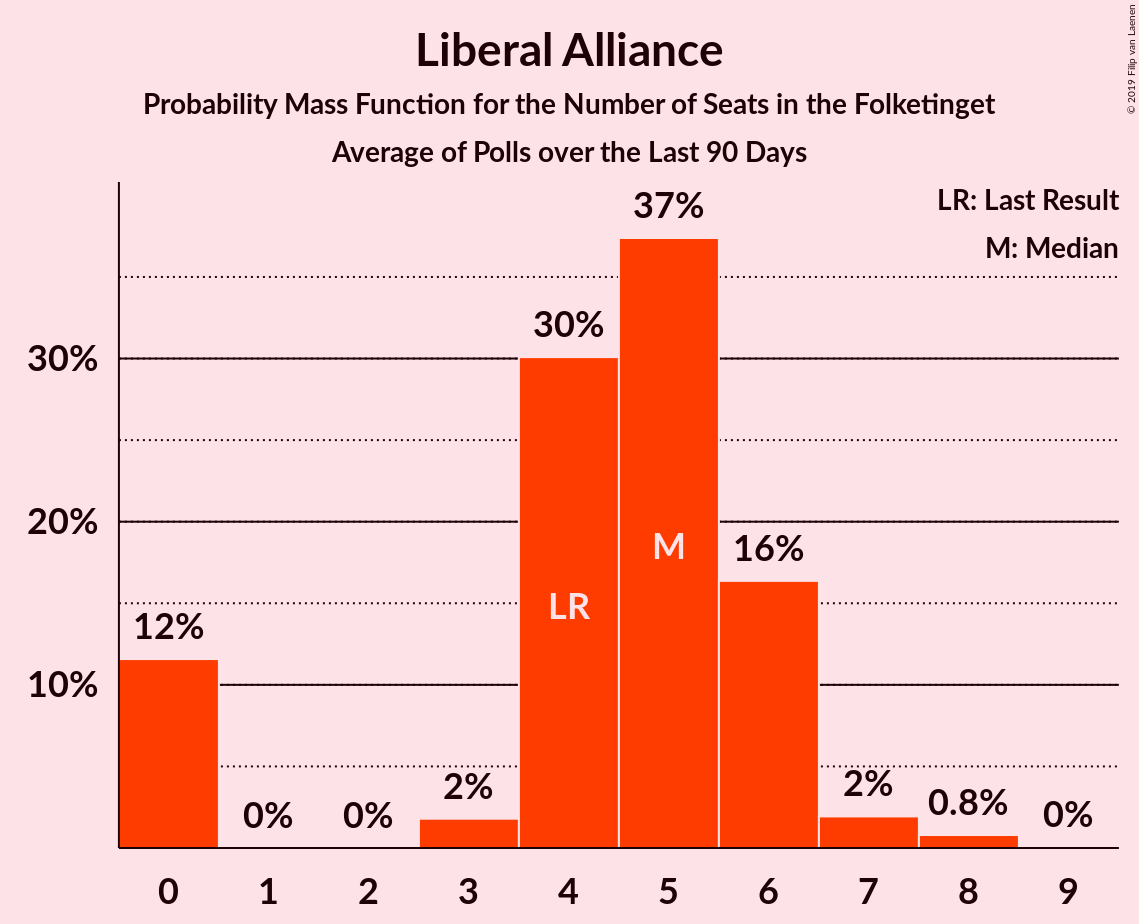 Liberal Alliance
Probability Mass Function for the Number of Seats in the Folketinget
Average of Polls over the Last 90 Days
© 2019 Filip van Laenen
LR: Last Result
M: Median
37%
30%
30%
20%
16%
12%
10%
M
LR
0%
0%
2%
2%
0.8%
0%
0
1
2
3
4
5
6
7
8
9